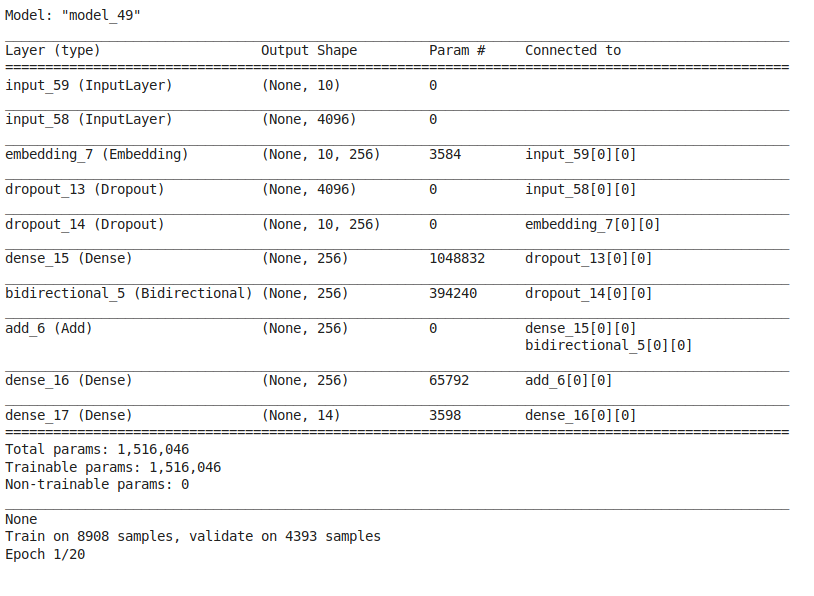 Model: "model_49"
Layer (type) Output Shape Param # Connected to
input_59 (InputLayer) (None, 10) 0
input_58 (InputLayer) (None, 4096) 0
embedding_7 (Embedding) (None, 10, 256) 3584 input_59[0][0]
dropout_13 (Dropout) (None, 4096) 0 input_58[0][0]
dropout_14 (Dropout) (None, 10, 256) 0 embedding_7[0][0]
dense_15 (Dense) (None, 256) 1048832 dropout_13[0][0]
bidirectional_5 (Bidirectional) (None, 256) 394240 dropout_14[0][0]
add_6 (Add) (None, 256) 0 dense_15[0][0]
bidirectional_5[0][0]
dense_16 (Dense) (None, 256) 65792 add_6[0][0]
dense_17 (Dense) (None, 14) 3598 dense_16[0][0]
Total params: 1,516,046
Trainable params: 1,516,046
Non-trainable params: 0
None
Train on 8908 samples, validate on 4393 samples
Epoch 1/20